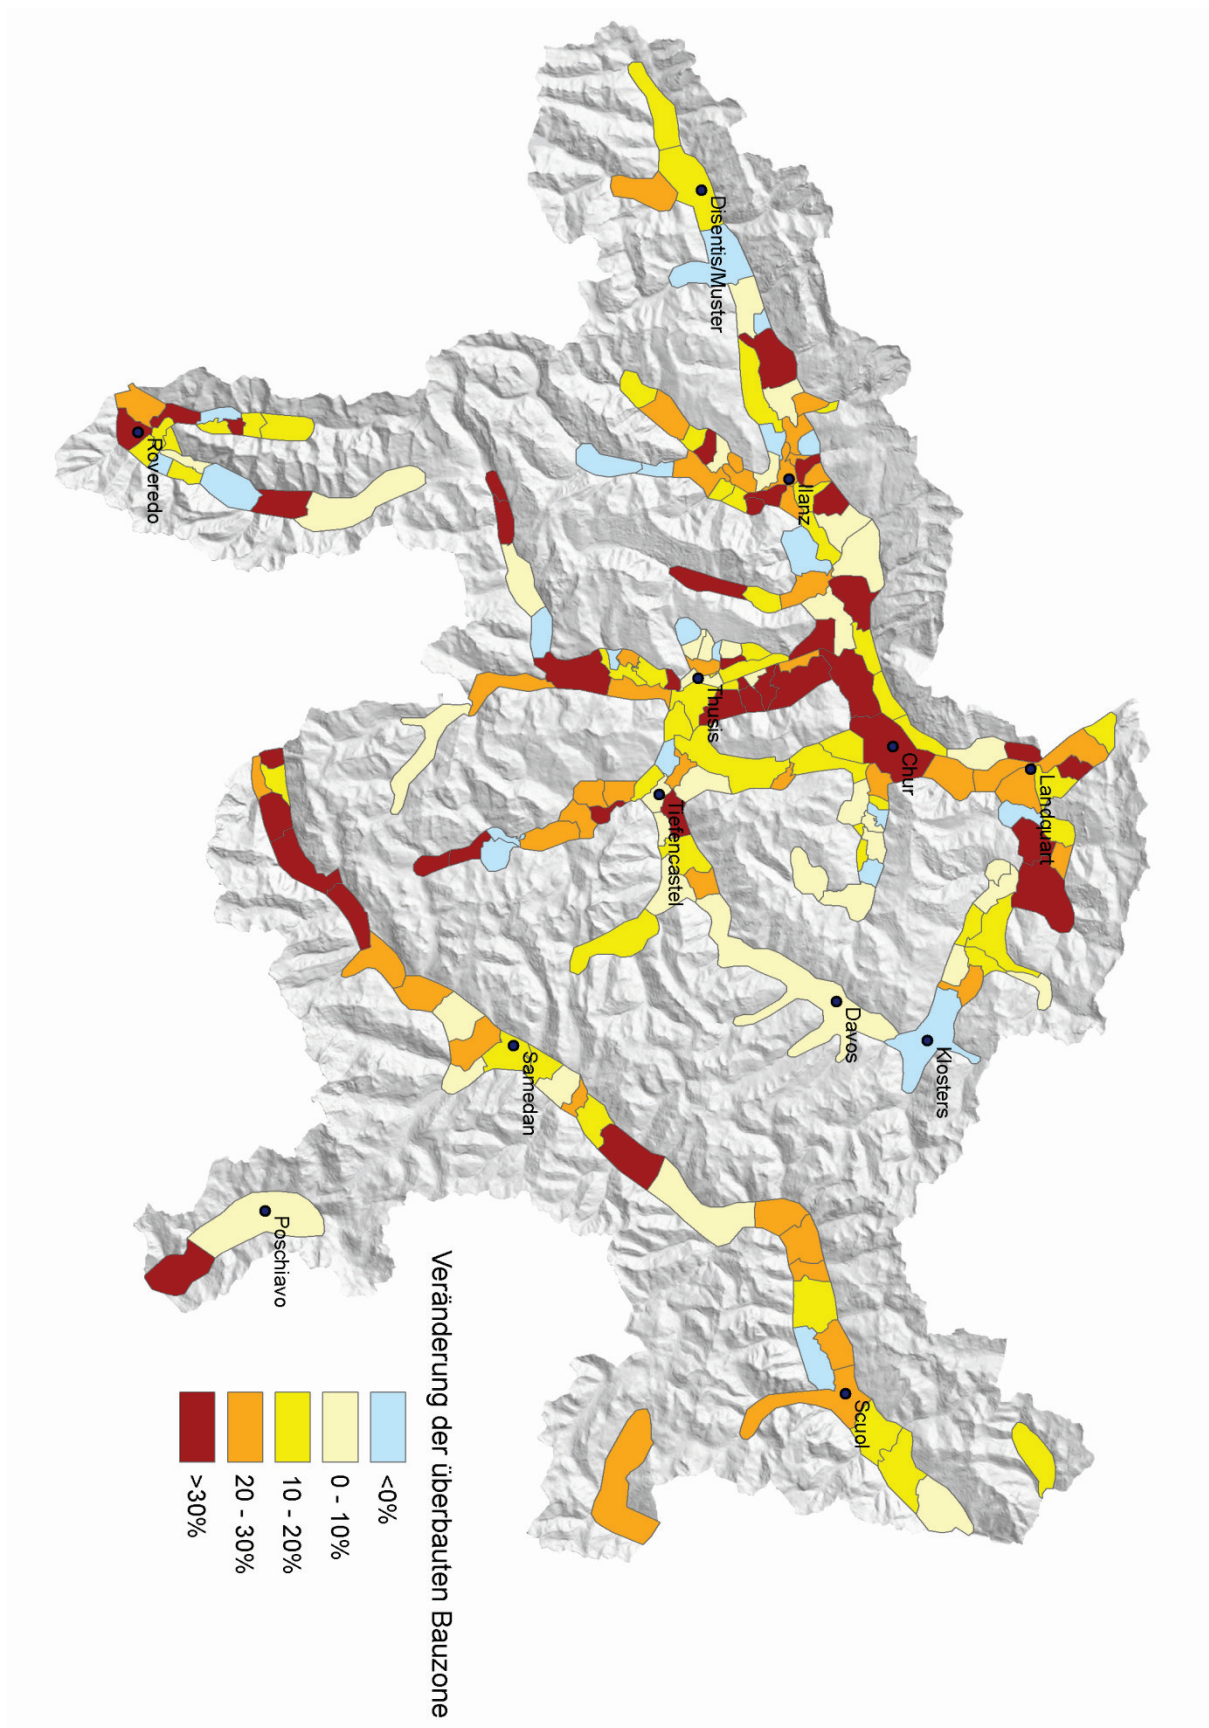 Landquart
Klosters
Chur
Scuol
Davos
Ilanz
Disentis/Muster
Thusis
Tiefencastel
Samedan
Poschiavo
Roveredo
Veränderung der überbauten Bauzone
<0%
0 - 10%
10 - 20%
20 - 30%
>30%